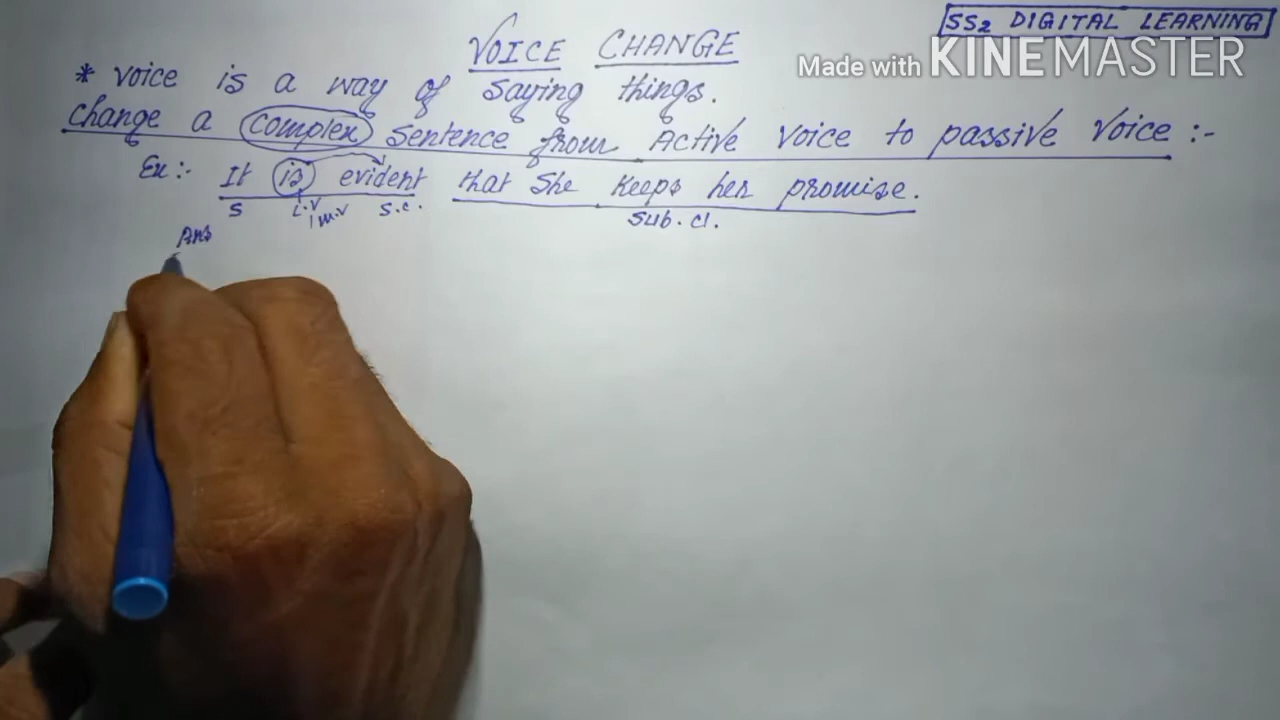 SS2 DIGITAL LEARNING
Made with KINEMASTER
VOICE CHANGE
* Voice is a way of saying things.
Change a complex sentence from Active Voice to passive Voice :-
Ex :- It is evident that She keeps her promise.
S i.v s.c. Sub. cl.
m.v
Ans